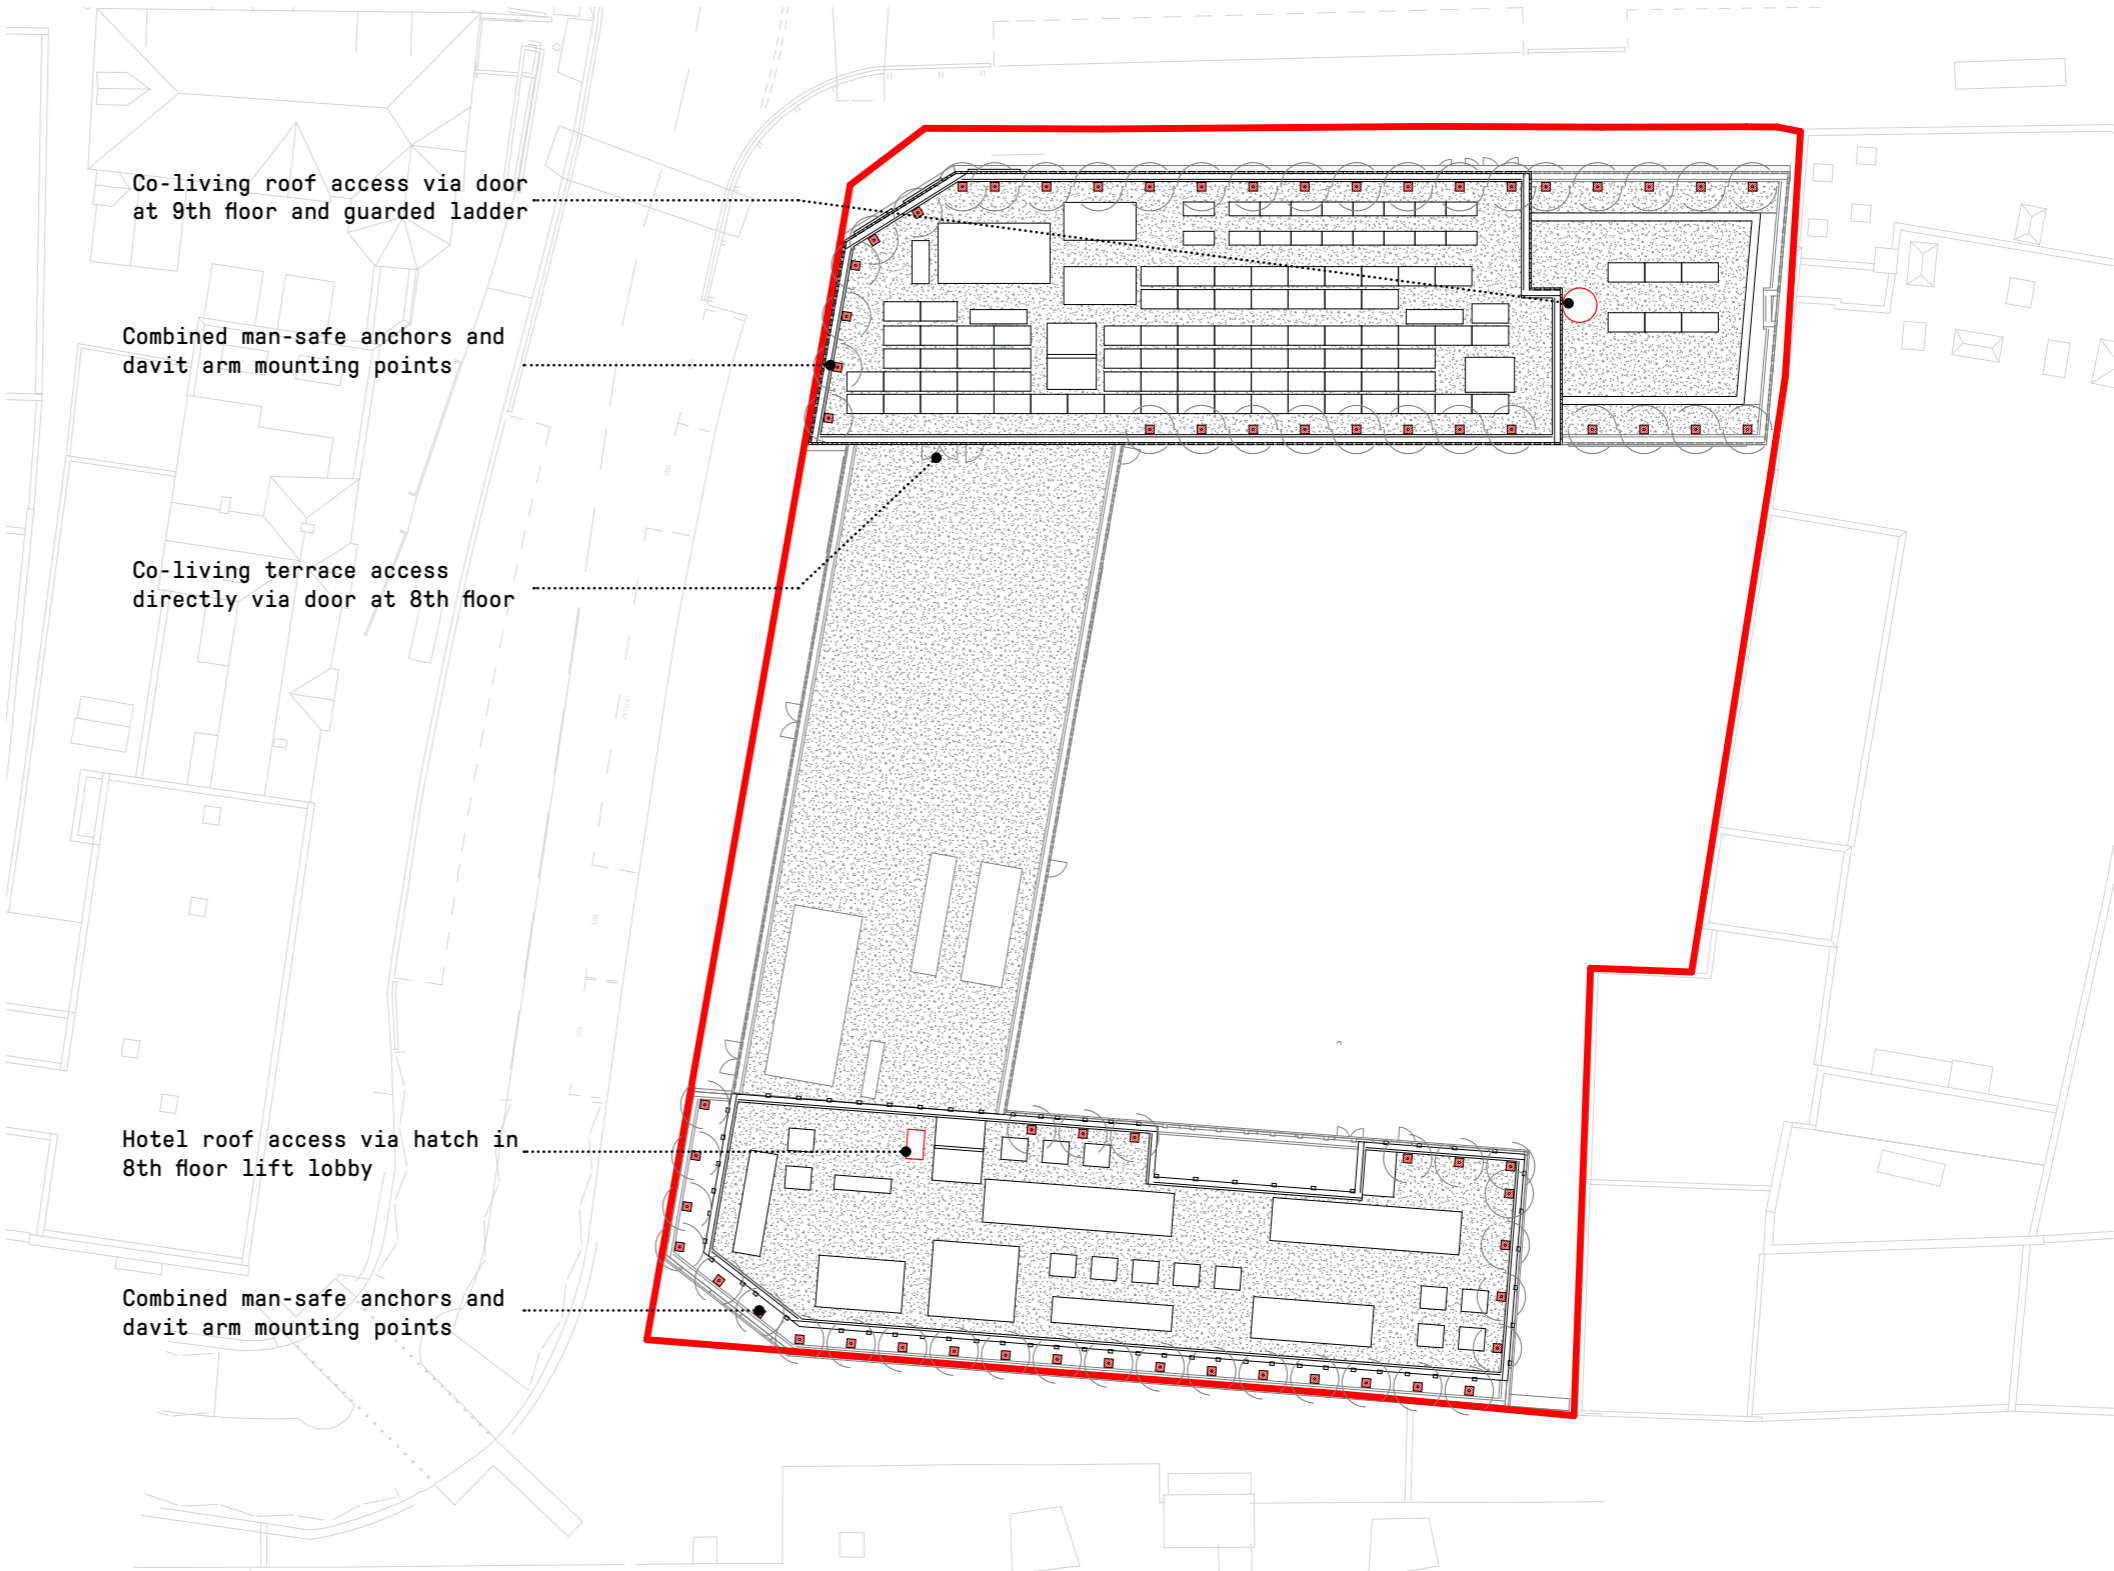 Co-living roof access via door
at 9th floor and guarded ladder
Combined man-safe anchors and
davit arm mounting points
Co-living terrace access
directly via door at 8th floor
Hotel roof access via hatch in
8th floor lift lobby
Combined man-safe anchors and
davit arm mounting points